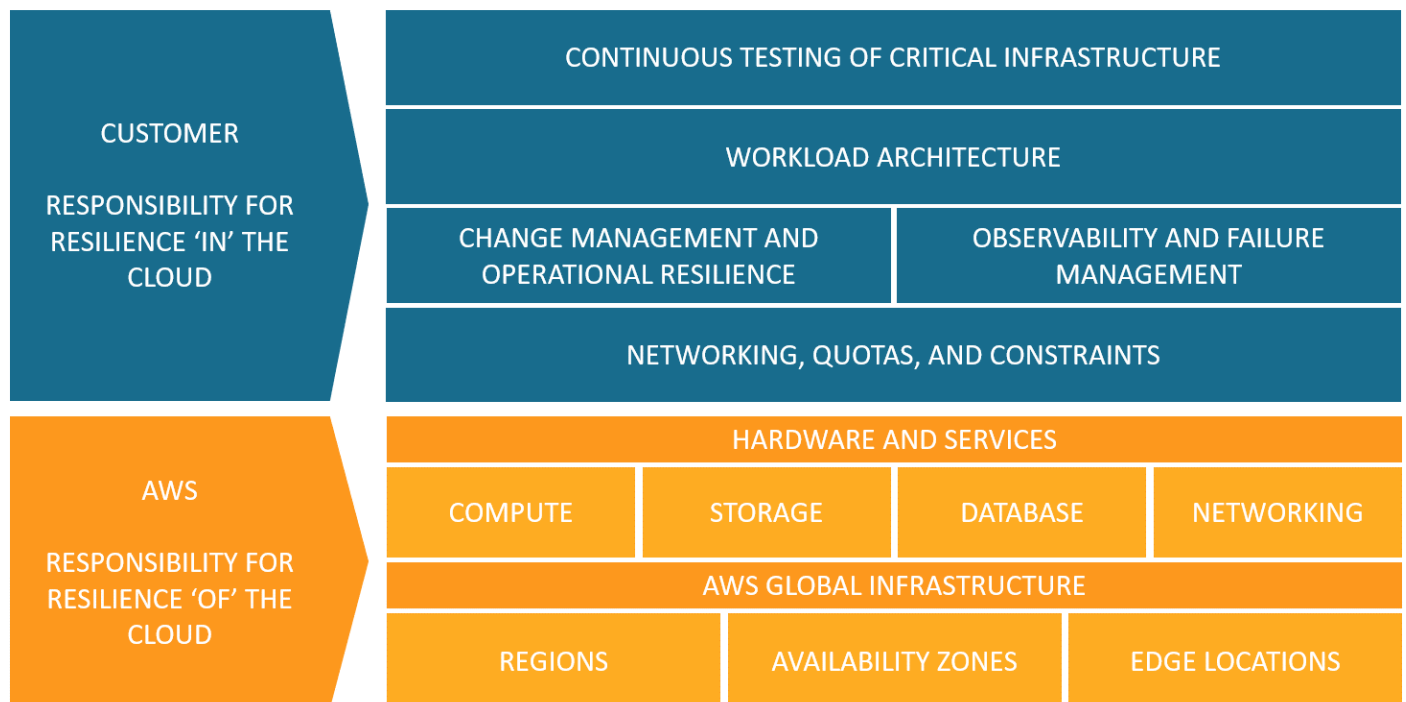 CUSTOMER
RESPONSIBILITY FOR
RESILIENCE ‘IN’ THE
CLOUD
CONTINUOUS TESTING OF CRITICAL INFRASTRUCTURE
WORKLOAD ARCHITECTURE
CHANGE MANAGEMENT AND
OPERATIONAL RESILIENCE
OBSERVABILITY AND FAILURE
MANAGEMENT
NETWORKING, QUOTAS, AND CONSTRAINTS
AWS
RESPONSIBILITY FOR
RESILIENCE ‘OF’ THE
CLOUD
HARDWARE AND SERVICES
COMPUTE
STORAGE
DATABASE
NETWORKING
AWS GLOBAL INFRASTRUCTURE
REGIONS
AVAILABILITY ZONES
EDGE LOCATIONS